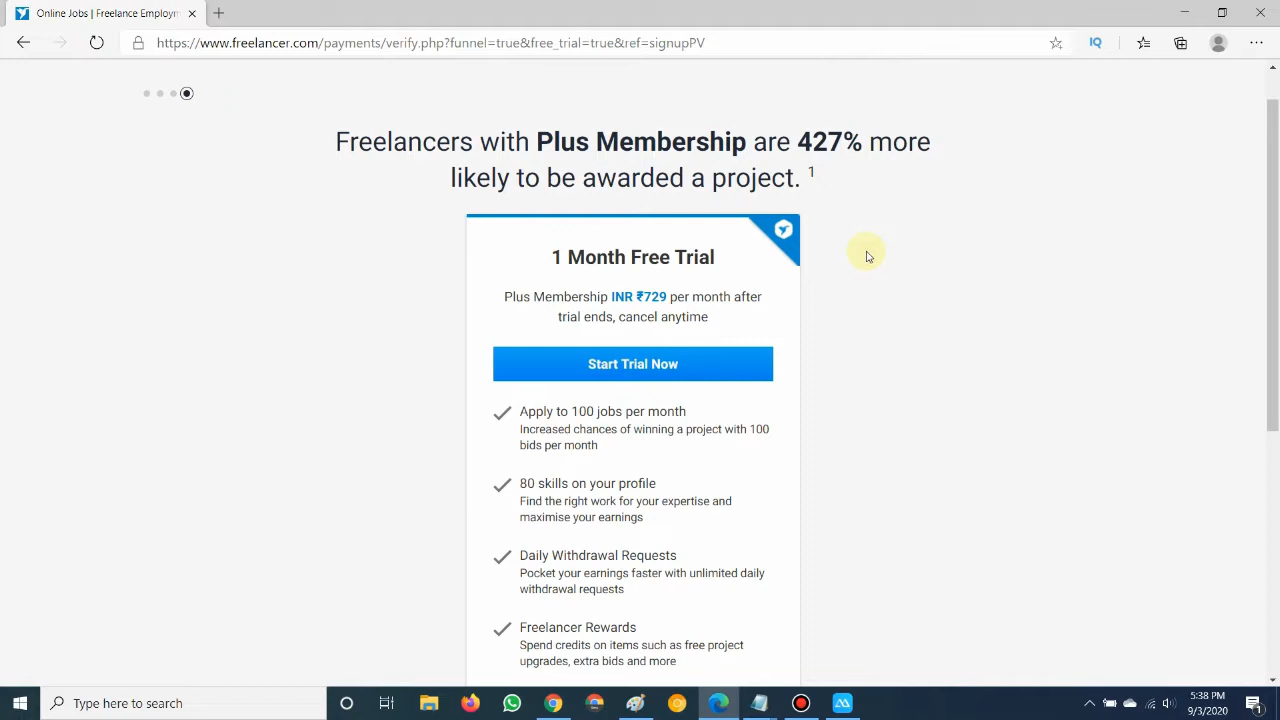 Online Jobs | Freelance Employm
https://www.freelancer.com/payments/verify.php?funnel=true&free_trial=true&ref=signupPV
IQ
Freelancers with Plus Membership are 427% more
likely to be awarded a project. 1
1 Month Free Trial
Plus Membership INR ₹729 per month after
trial ends, cancel anytime
Start Trial Now
Apply to 100 jobs per month
Increased chances of winning a project with 100
bids per month
80 skills on your profile
Find the right work for your expertise and
maximise your earnings
Daily Withdrawal Requests
Pocket your earnings faster with unlimited daily
withdrawal requests
Freelancer Rewards
Spend credits on items such as free project
upgrades, extra bids and more
Type here to search
5:38 PM
9/3/2020
1